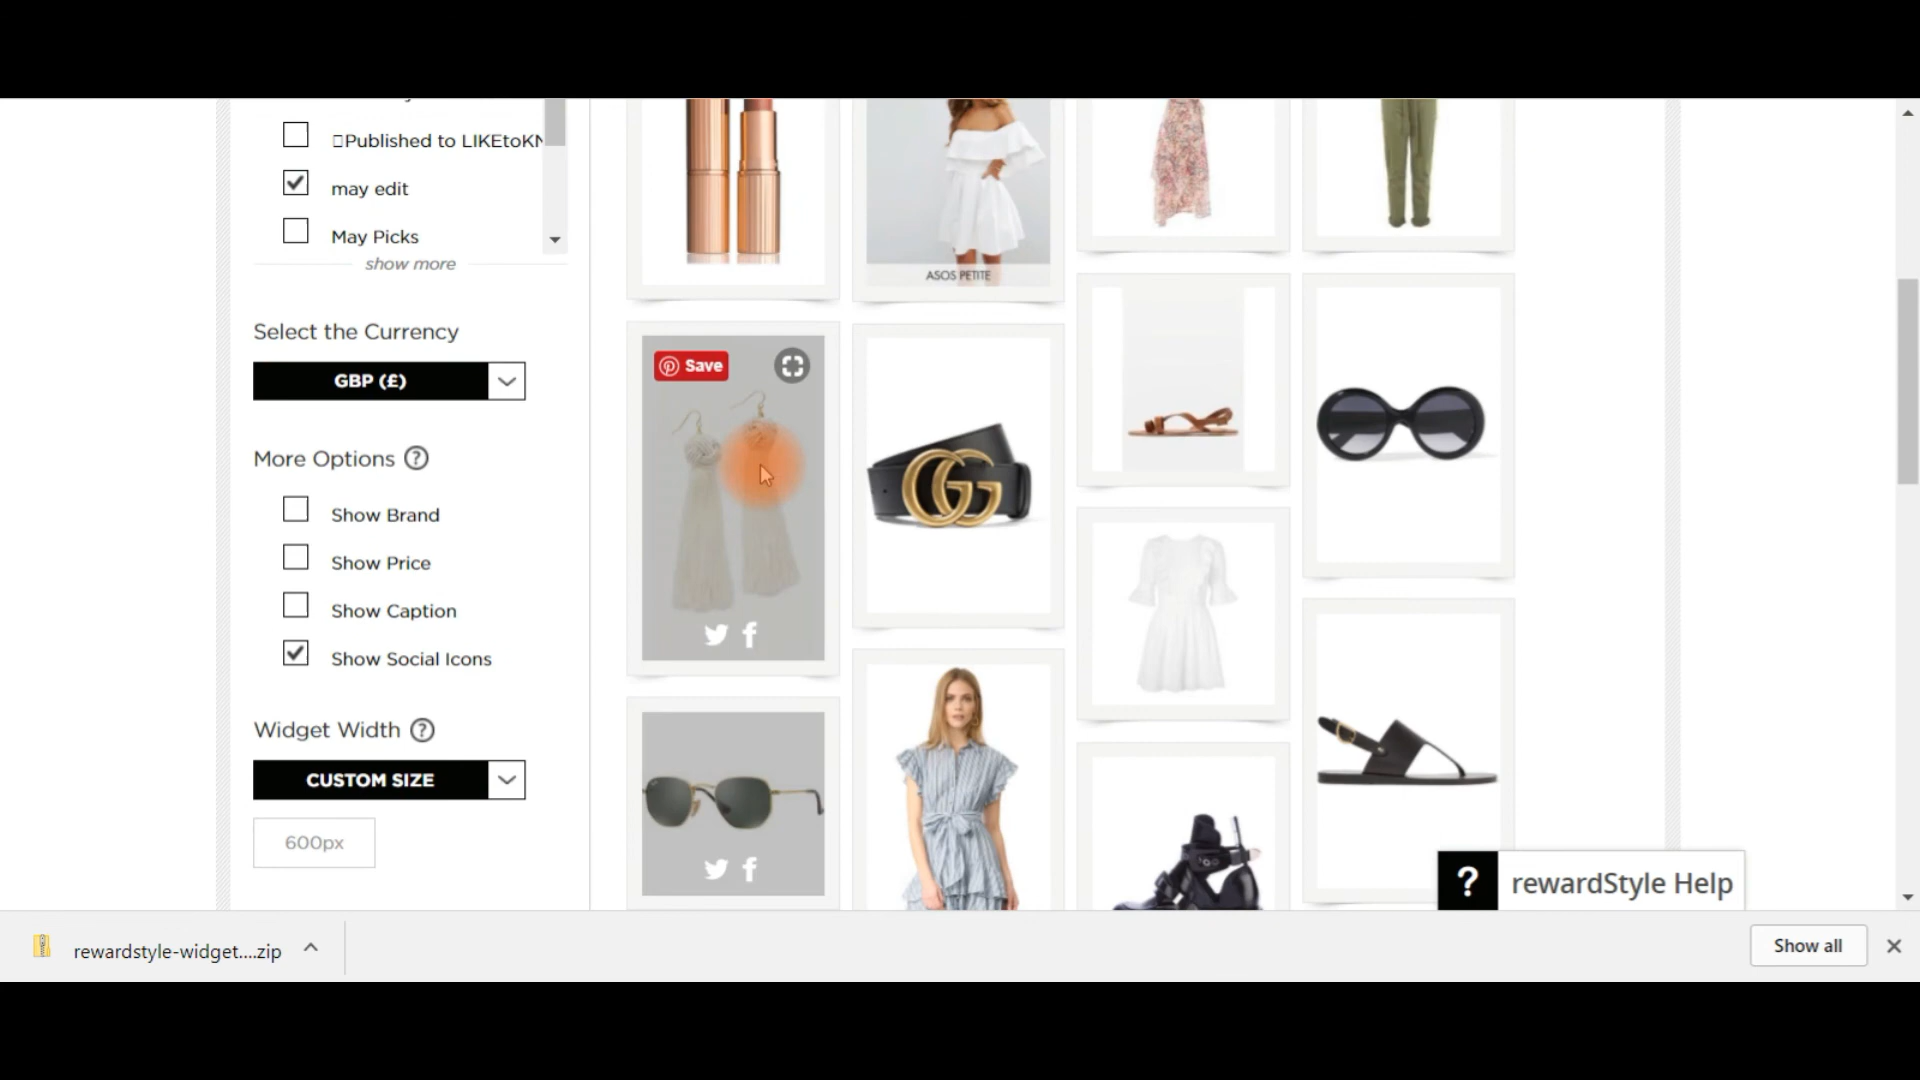 Published to LIKEtoKN
may edit
May Picks
show more
Select the Currency
GBP (£)
More Options ?
Show Brand
Show Price
Show Caption
Show Social Icons
Widget Width ?
CUSTOM SIZE
600px
ASOS PETITE
Save
? rewardStyle Help
rewardstyle-widget....zip
Show all